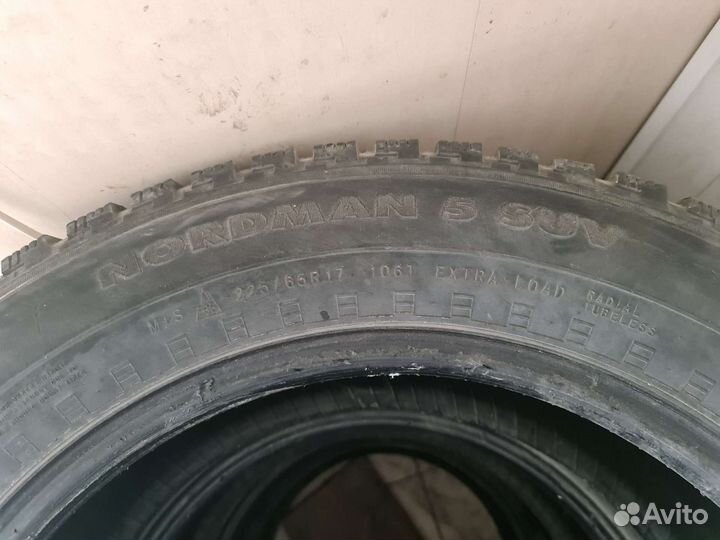 NORDMAN 5 SUV
M+S 225/65R17 106T EXTRA LOAD RADIAL TUBELESS
Avito